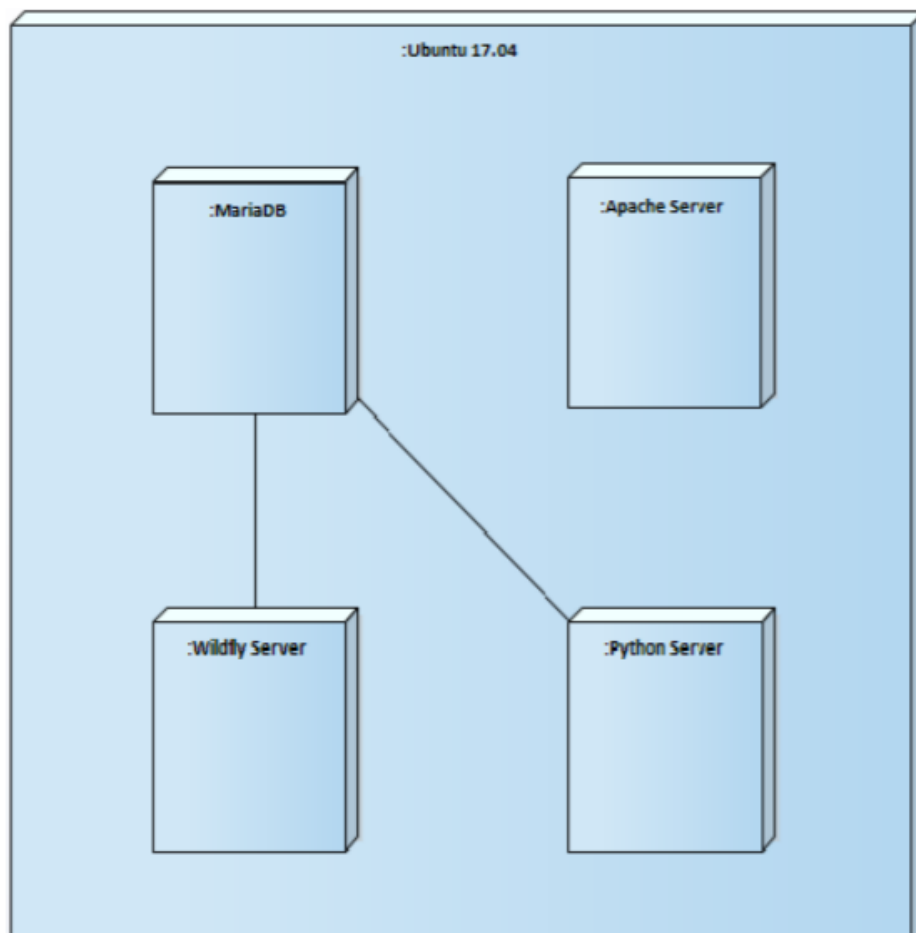 :Ubuntu 17.04
:MariaDB
:Apache Server
:Wildfly Server
:Python Server